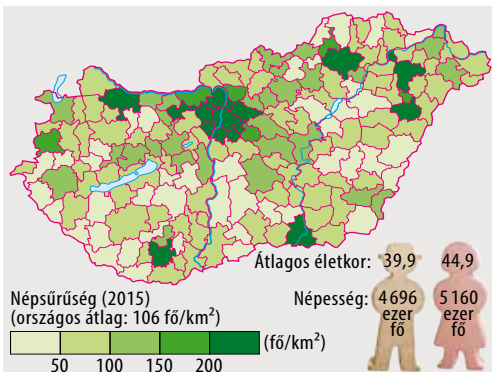 Átlagos életkor: 39,9 44,9
Népsűrűség (2015)
(országos átlag: 106 fő/km²)
(fő/km²)
50 100 150 200
Népesség: 4 696 ezer fő 5 160 ezer fő